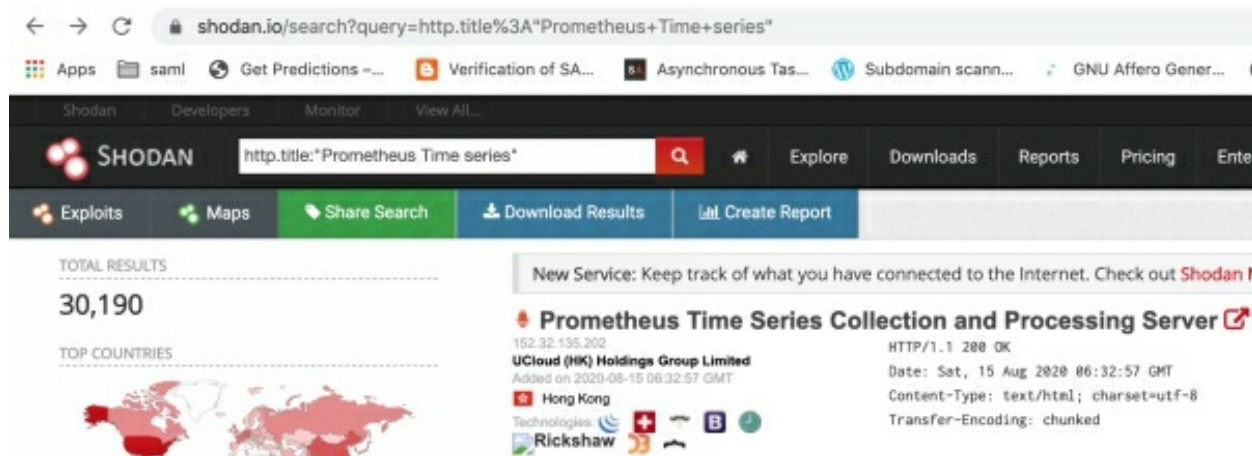 shodan.io/search?query=http.title%3A"Prometheus+Time+series"
Apps saml Get Predictions –... Verification of SA... Asynchronous Tas... Subdomain scann... GNU Affero Gener...
Shodan Developers Monitor View All...
SHODAN http.title:"Prometheus Time series" Explore Downloads Reports Pricing Ente
Exploits Maps Share Search Download Results Create Report
TOTAL RESULTS
30,190
TOP COUNTRIES
New Service: Keep track of what you have connected to the Internet. Check out Shodan M
Prometheus Time Series Collection and Processing Server
152.32.135.202
UCloud (HK) Holdings Group Limited
Added on 2020-08-15 06:32:57 GMT
Hong Kong
Technologies:
Rickshaw
HTTP/1.1 200 OK
Date: Sat, 15 Aug 2020 06:32:57 GMT
Content-Type: text/html; charset=utf-8
Transfer-Encoding: chunked